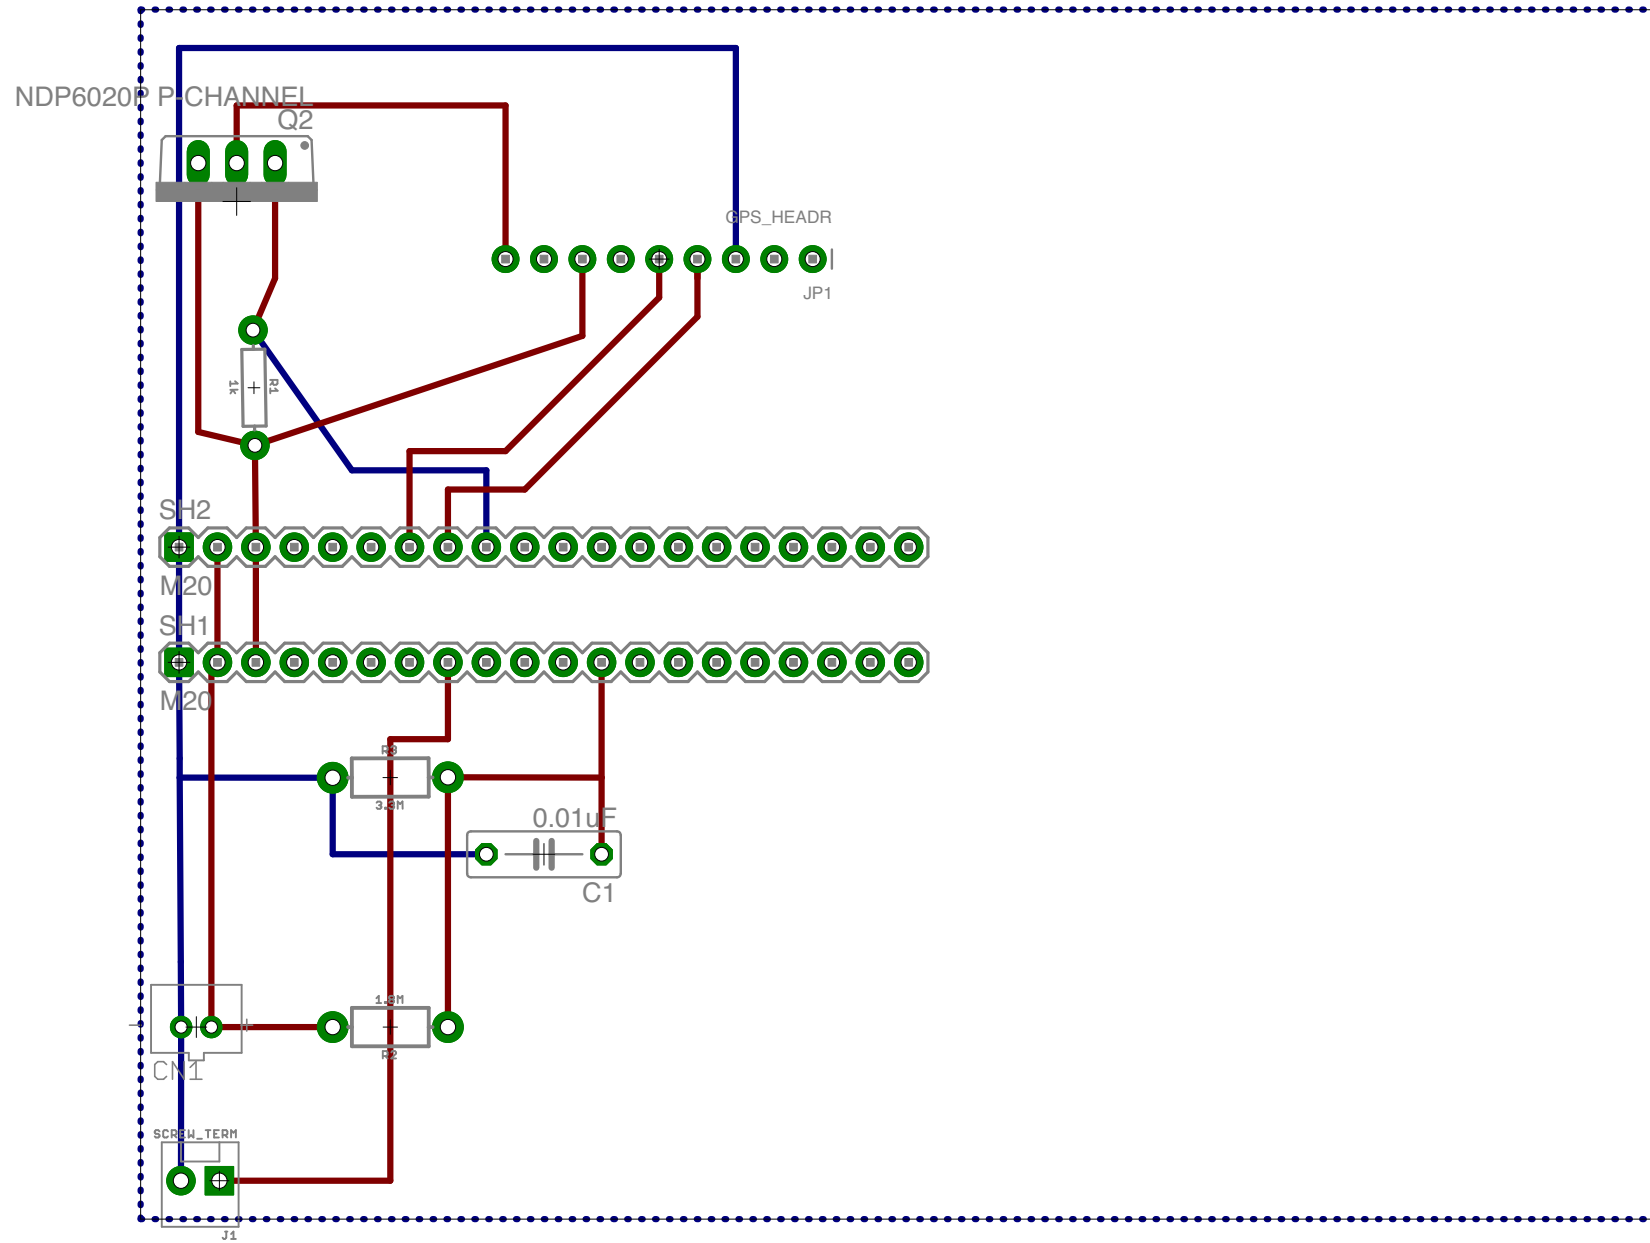 NDP6020P P-CHANNEL
Q2
GPS_HEADR
JP1
R1
1k
SH2
M20
SH1
M20
R3
3.3M
0.01uF
C1
1.8M
R2
- +
CN1
SCREW_TERM
J1